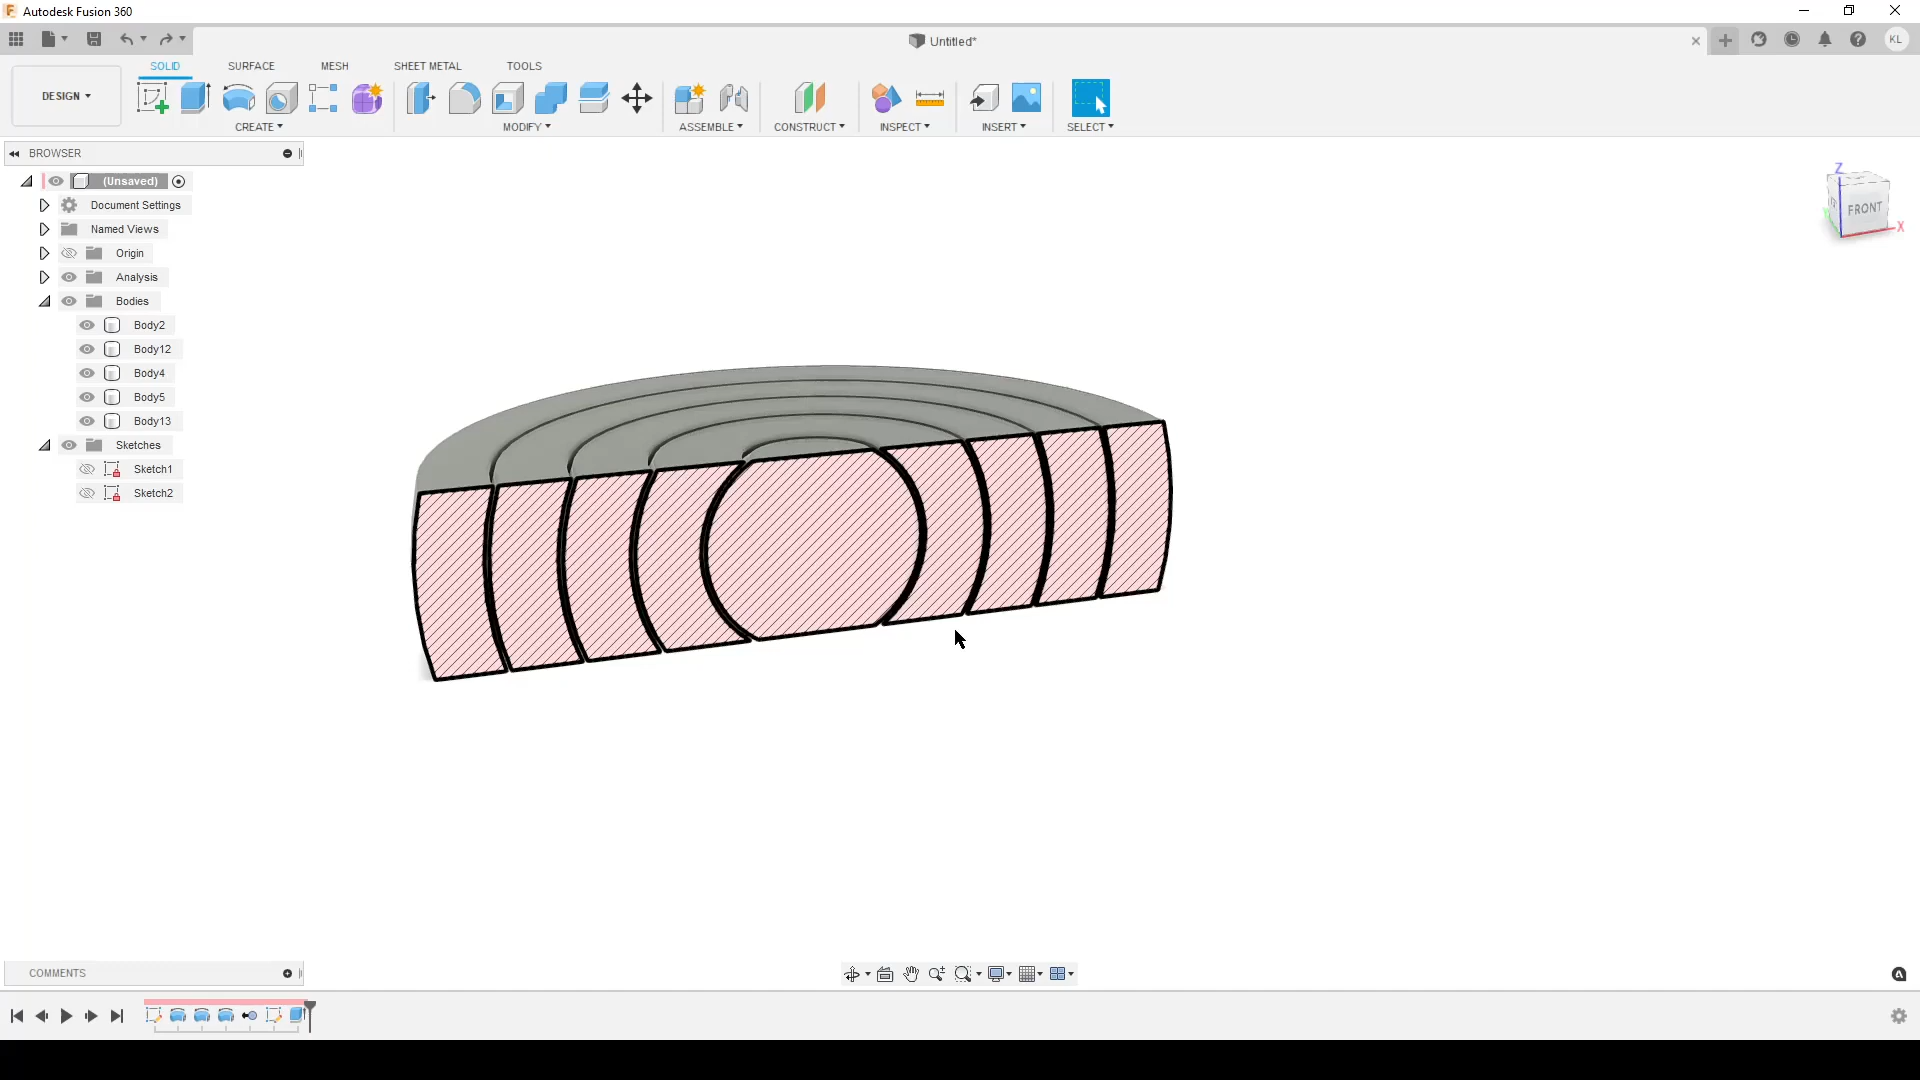 Autodesk Fusion 360
Untitled*
KL
DESIGN
SOLID
SURFACE
MESH
SHEET METAL
TOOLS
CREATE
MODIFY
ASSEMBLE
CONSTRUCT
INSPECT
INSERT
SELECT
BROWSER
(Unsaved)
Document Settings
Named Views
Origin
Analysis
Bodies
Body2
Body12
Body4
Body5
Body13
Sketches
Sketch1
Sketch2
Z
FRONT
X
COMMENTS